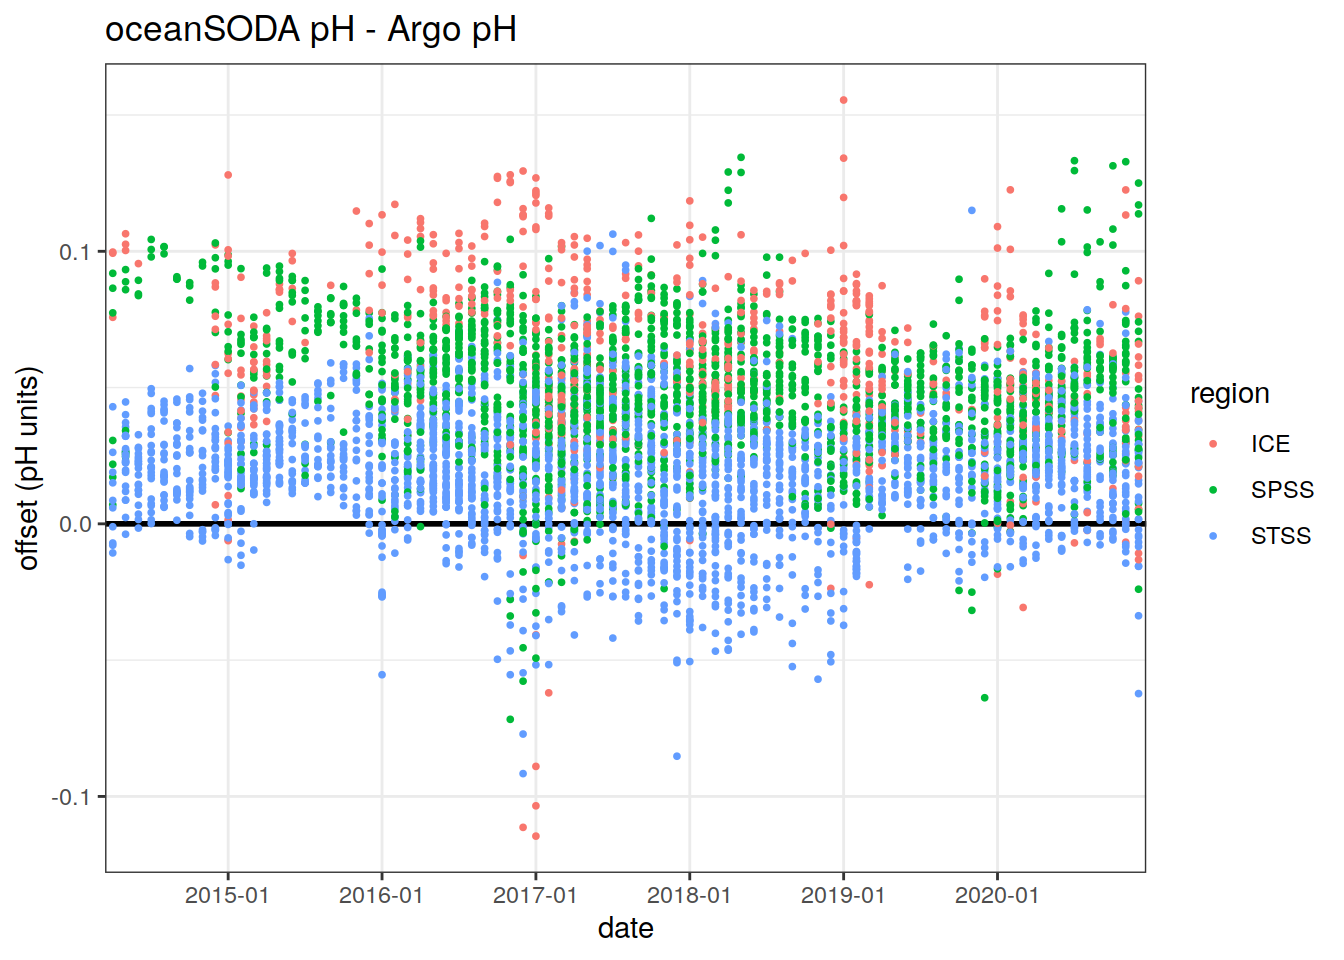 oceanSODA pH - Argo pH
offset (pH units)
0.1
0.0
-0.1
2015-01
2016-01
2017-01
2018-01
2019-01
2020-01
date
region
ICE
SPSS
STSS